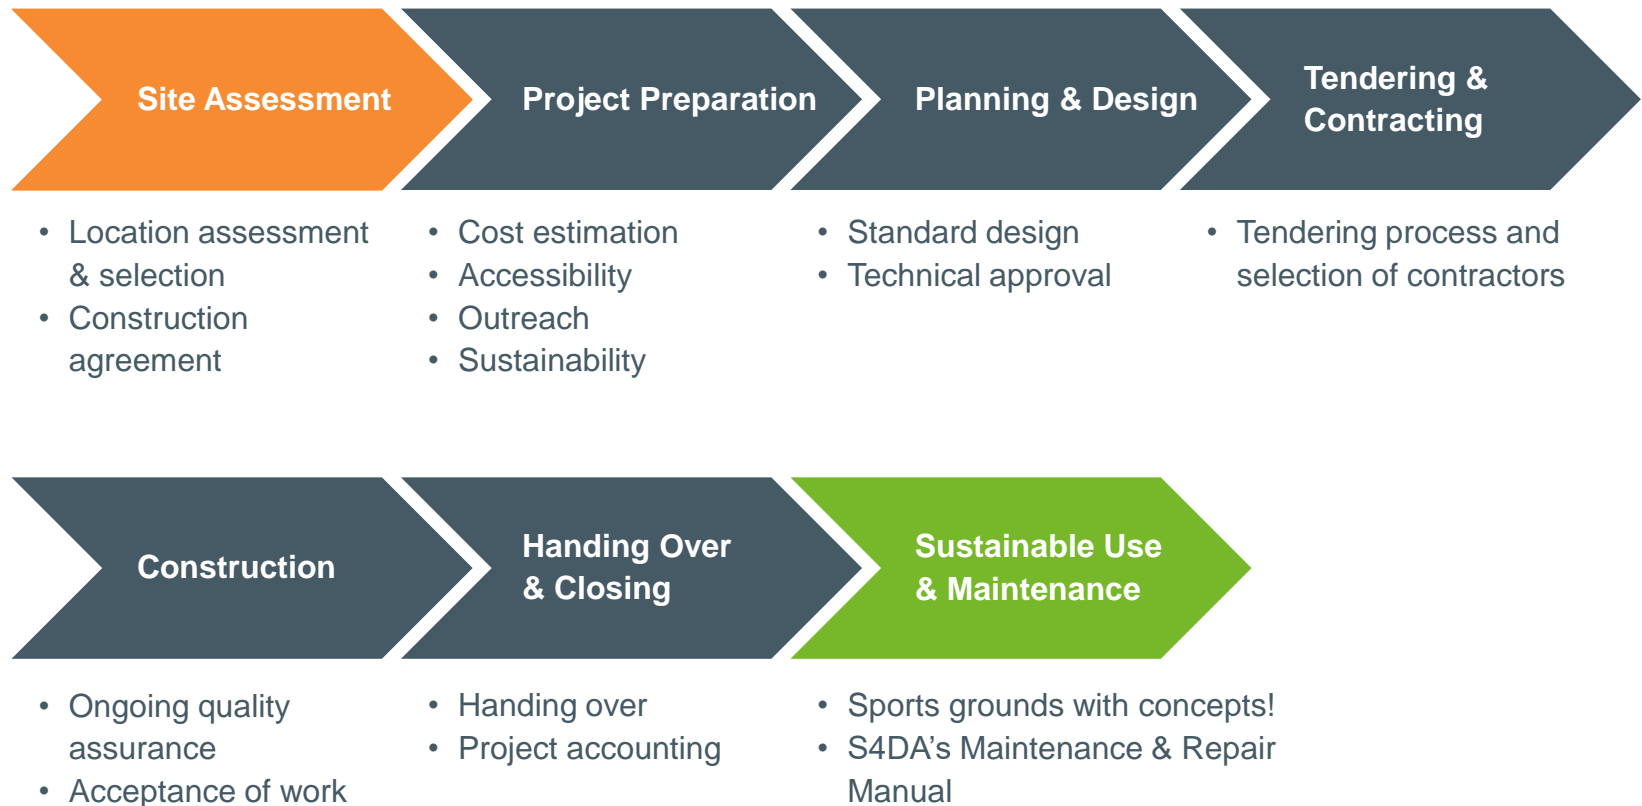 Site Assessment
Project Preparation
Planning & Design
Tendering &
Contracting
• Location assessment
& selection
• Construction
agreement
• Cost estimation
• Accessibility
• Outreach
• Sustainability
• Standard design
• Technical approval
• Tendering process and
selection of contractors
Construction
Handing Over
& Closing
Sustainable Use
& Maintenance
• Ongoing quality
assurance
• Acceptance of work
• Handing over
• Project accounting
• Sports grounds with concepts!
• S4DA’s Maintenance & Repair
Manual